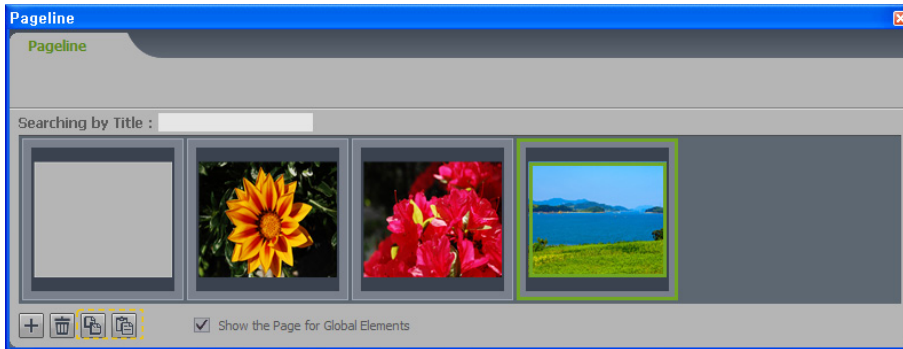 Pageline
Pageline
Searching by Title :
Show the Page for Global Elements